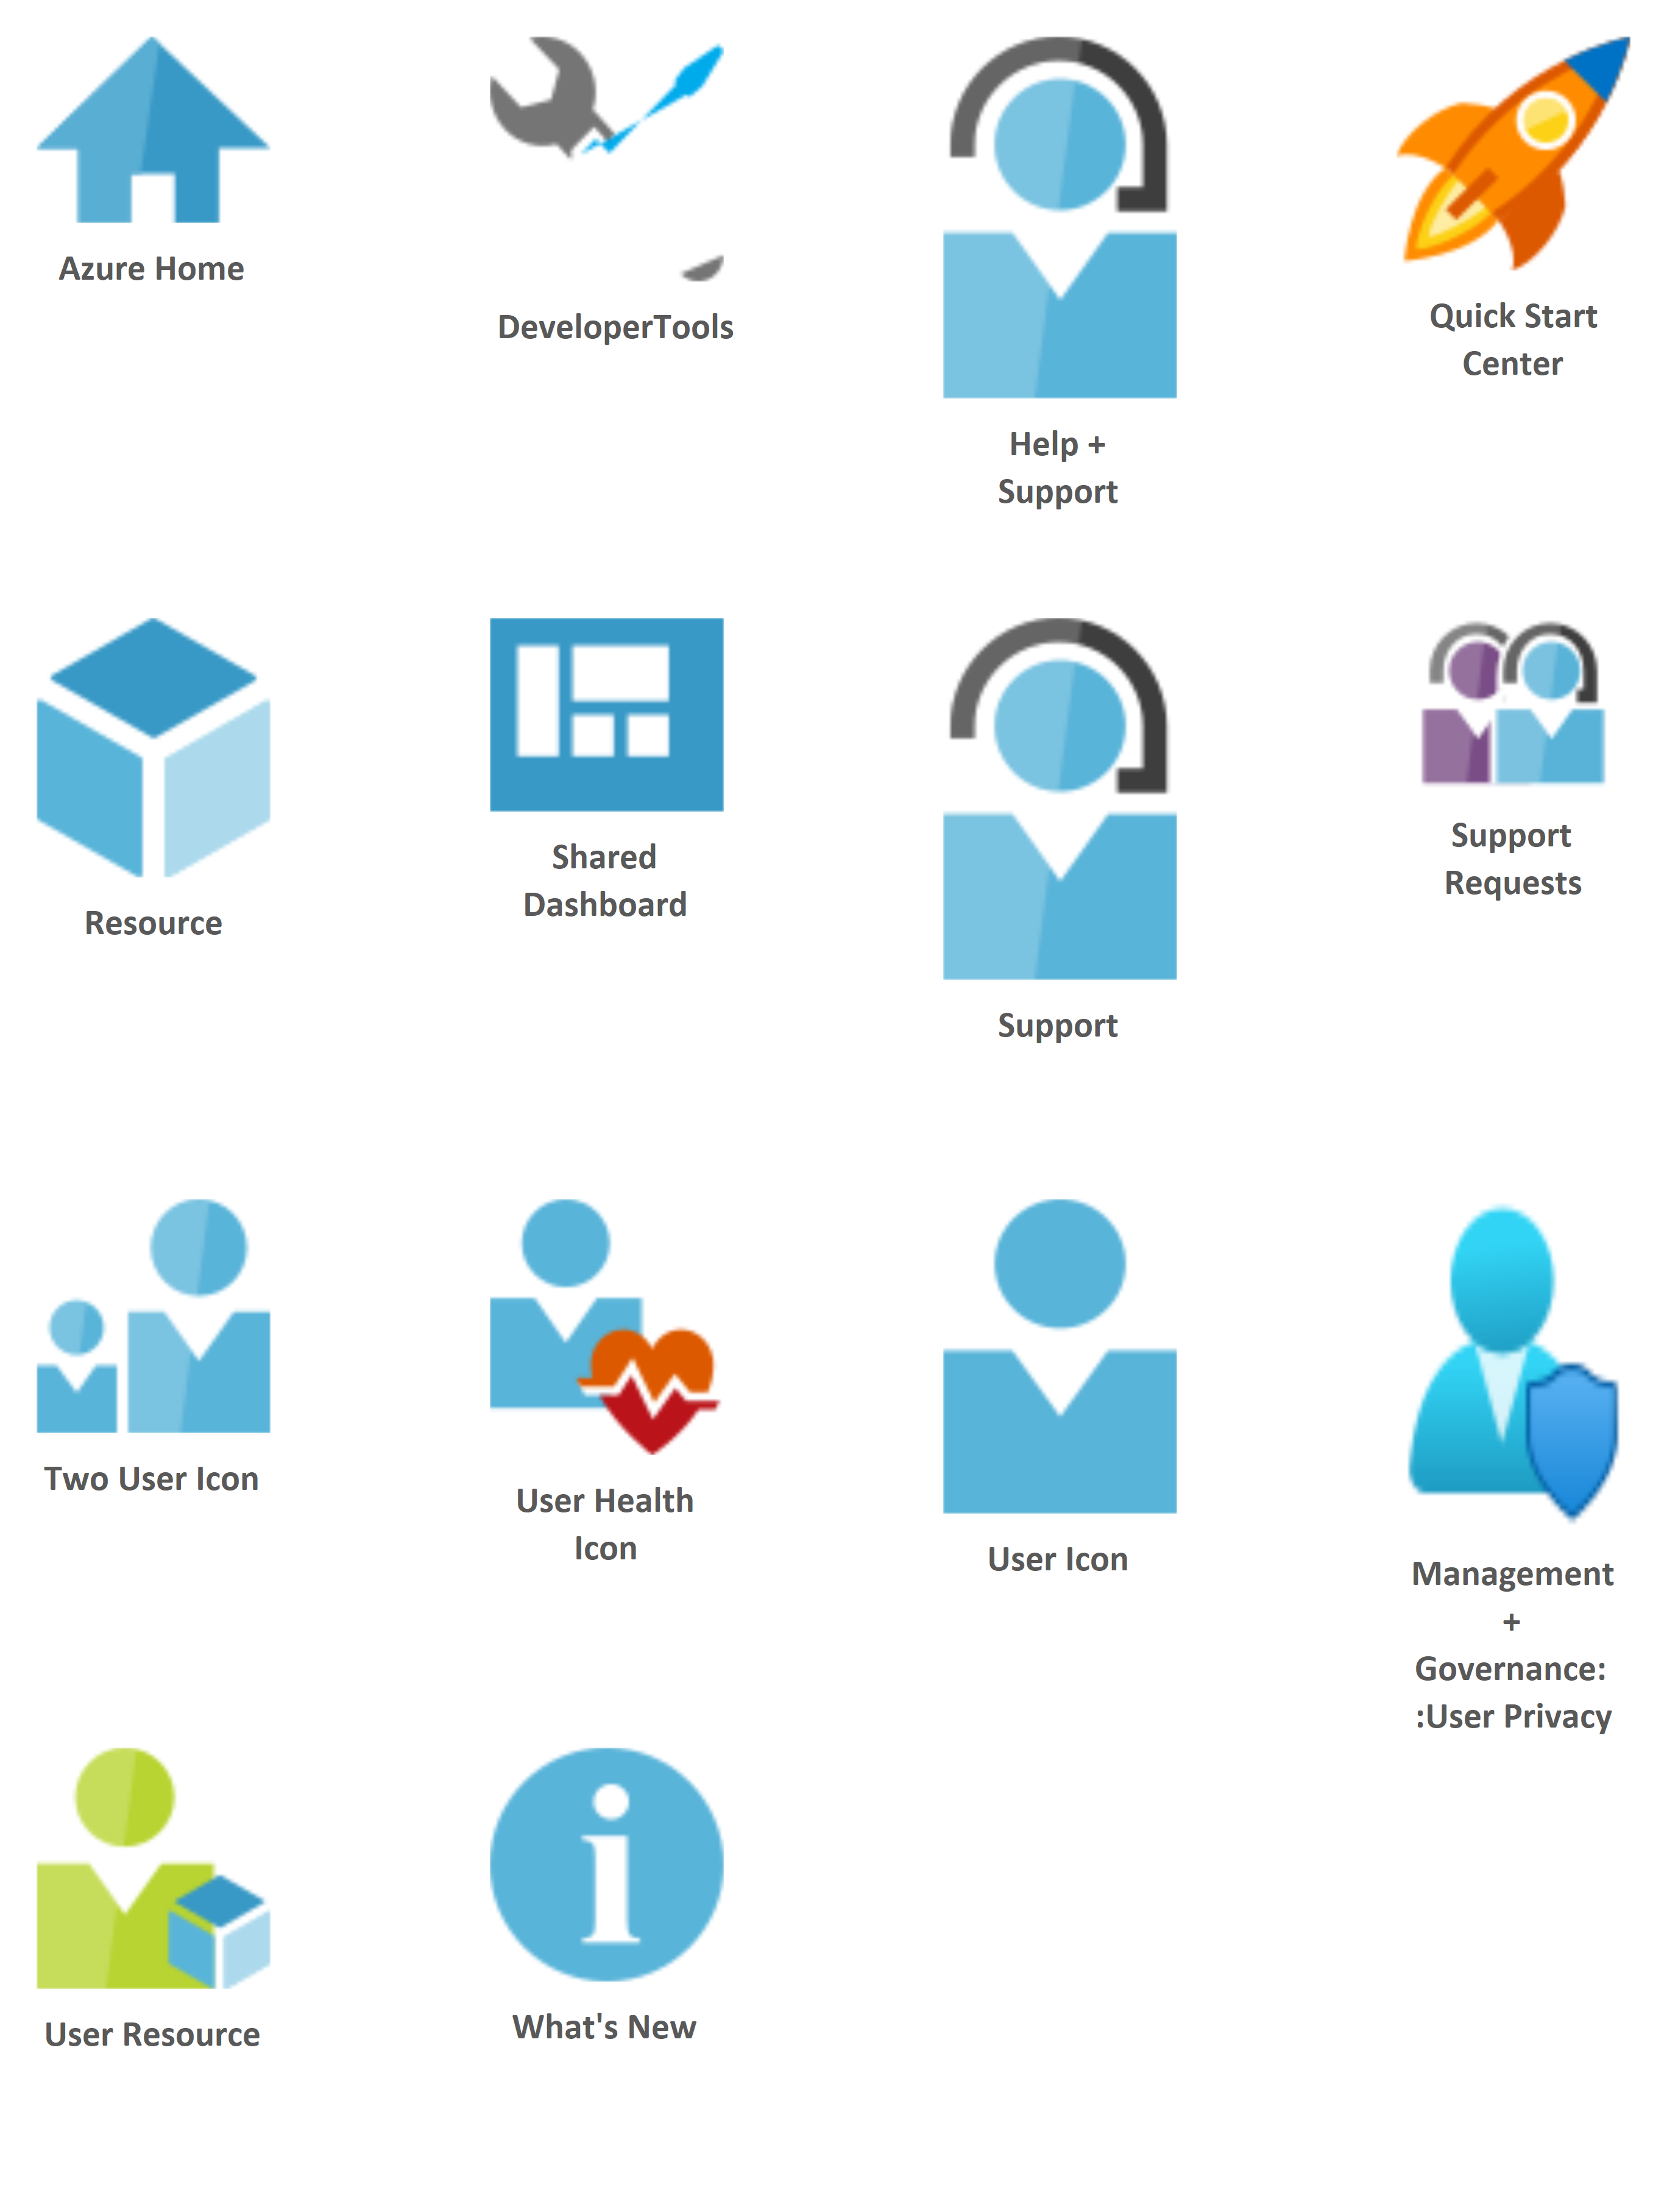 Azure Home
DeveloperTools
Help +
Support
Quick Start
Center
Resource
Shared
Dashboard
Support
Support
Requests
Two User Icon
User Health
Icon
User Icon
Management
+
Governance:
:User Privacy
User Resource
What's New